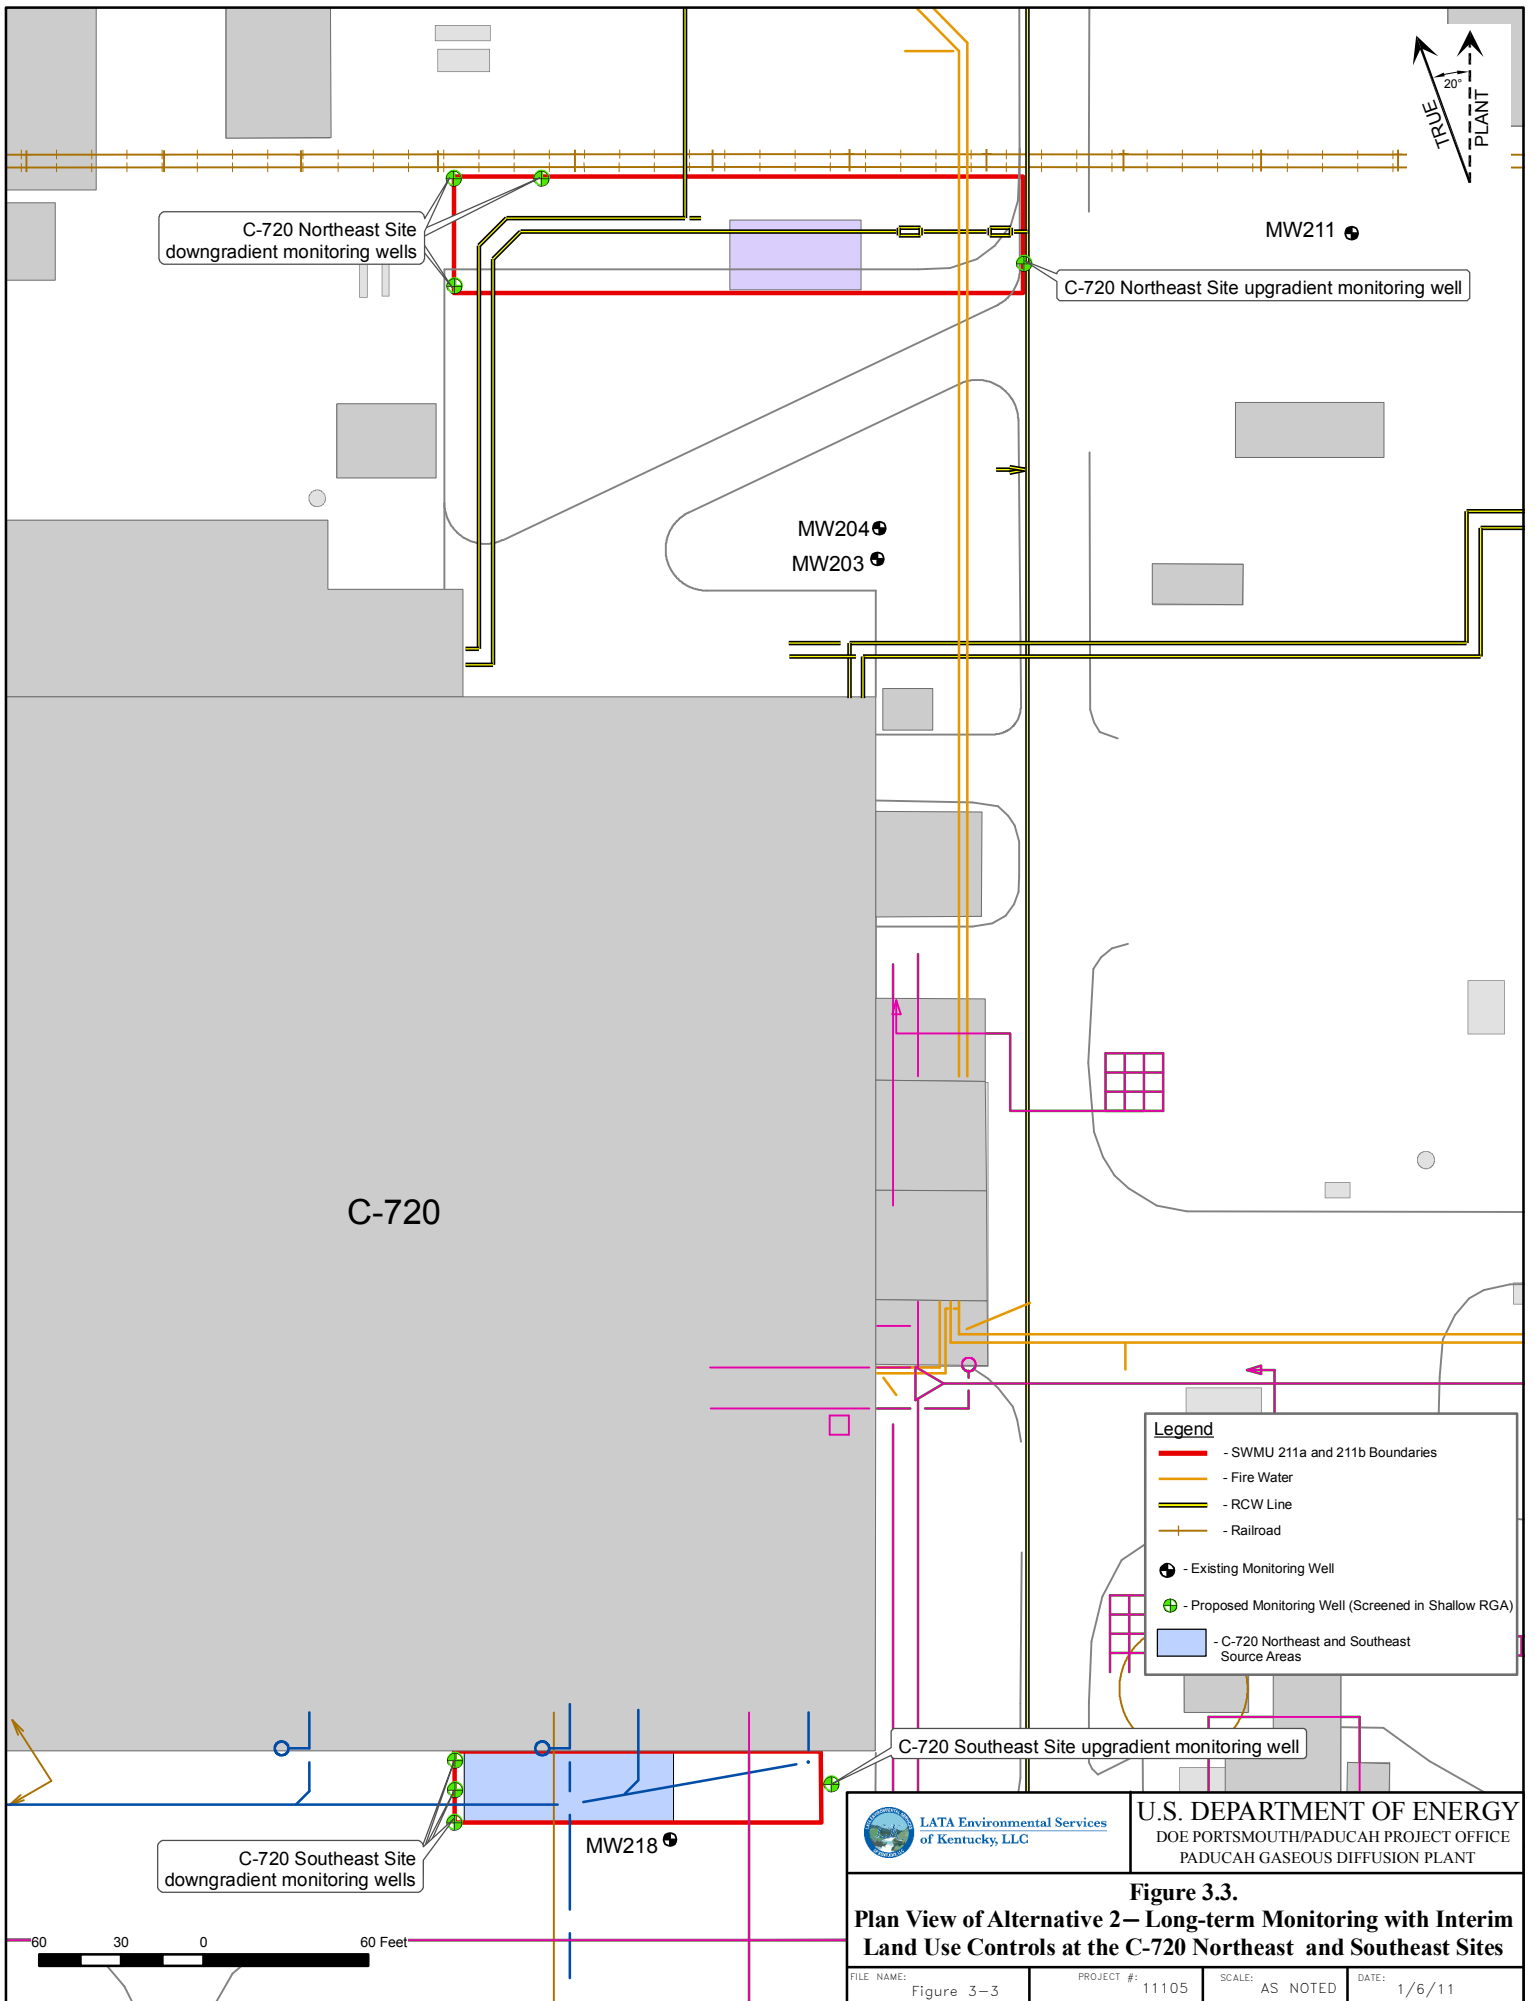 TRUE
20°
PLANT
C-720 Northeast Site
downgradient monitoring wells
MW211
C-720 Northeast Site upgradient monitoring well
MW204
MW203
C-720
Legend
- SWMU 211a and 211b Boundaries
- Fire Water
- RCW Line
- Railroad
- Existing Monitoring Well
- Proposed Monitoring Well (Screened in Shallow RGA)
- C-720 Northeast and Southeast
Source Areas
C-720 Southeast Site upgradient monitoring well
MW218
C-720 Southeast Site
downgradient monitoring wells
60 30 0 60 Feet
LATA Environmental Services
of Kentucky, LLC
U.S. DEPARTMENT OF ENERGY
DOE PORTSMOUTH/PADUCAH PROJECT OFFICE
PADUCAH GASEOUS DIFFUSION PLANT
Figure 3.3.
Plan View of Alternative 2– Long-term Monitoring with Interim
Land Use Controls at the C-720 Northeast and Southeast Sites
FILE NAME: Figure 3-3
PROJECT #: 11105
SCALE: AS NOTED
DATE: 1/6/11